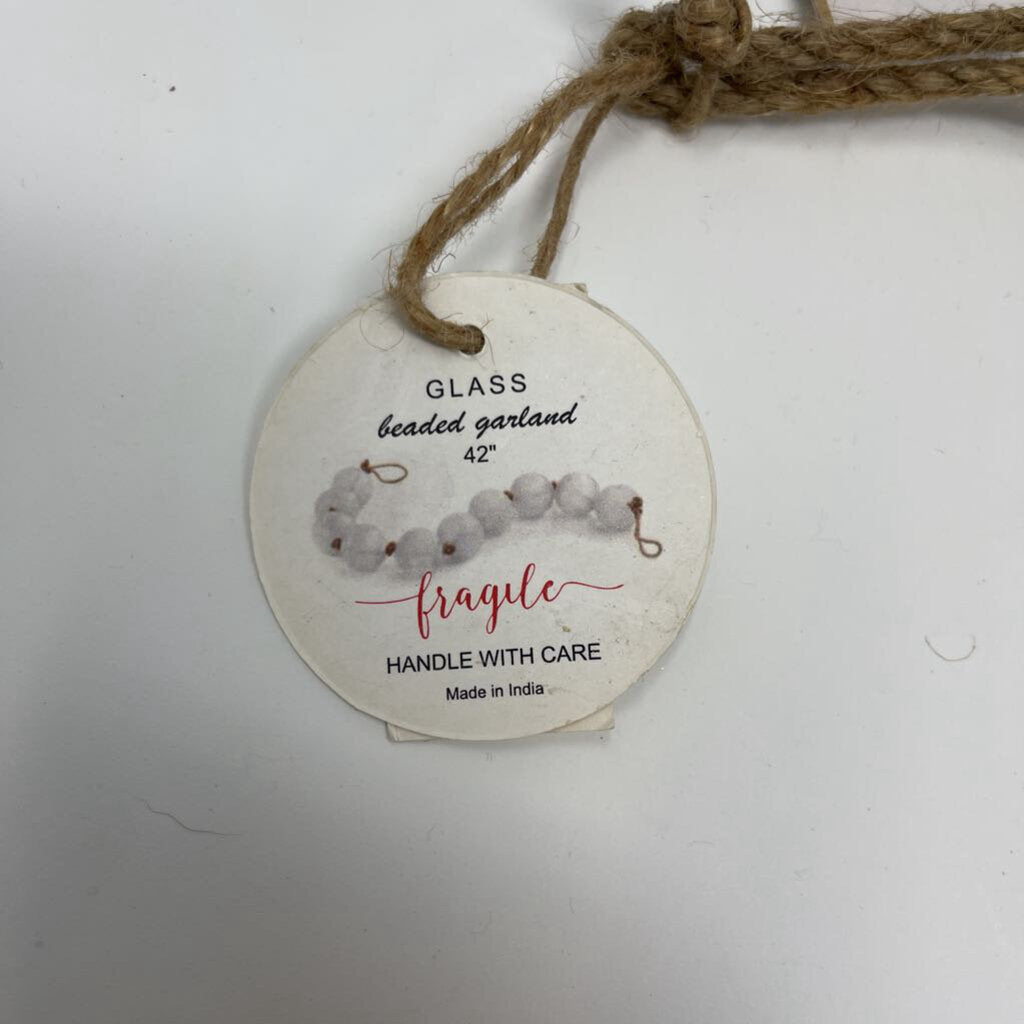 GLASS
beaded garland
42"
fragile
HANDLE WITH CARE
Made in India